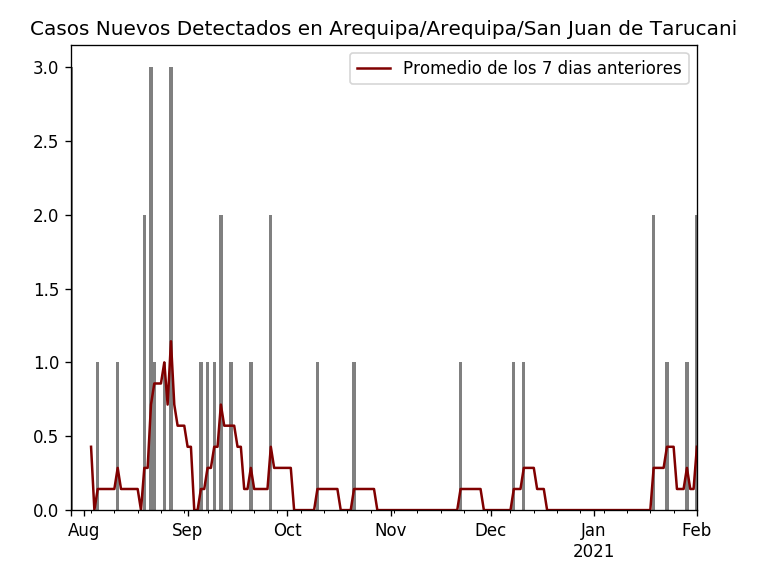 Casos Nuevos Detectados en Arequipa/Arequipa/San Juan de Tarucani
Promedio de los 7 dias anteriores
3.0
2.5
2.0
1.5
1.0
0.5
0.0
Aug Sep Oct Nov Dec Jan Feb
2021